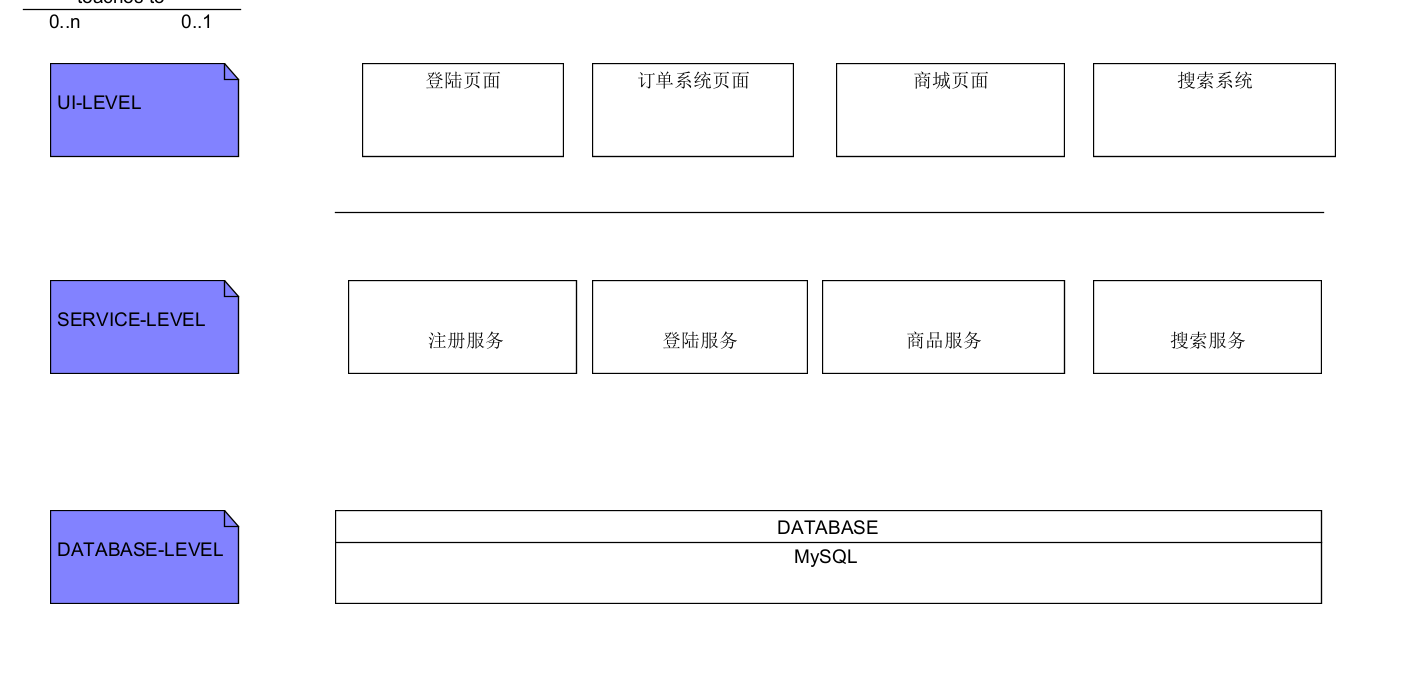 0..n 0..1
UI-LEVEL
登陆页面
订单系统页面
商城页面
搜索系统
SERVICE-LEVEL
注册服务
登陆服务
商品服务
搜索服务
DATABASE-LEVEL
DATABASE
MySQL